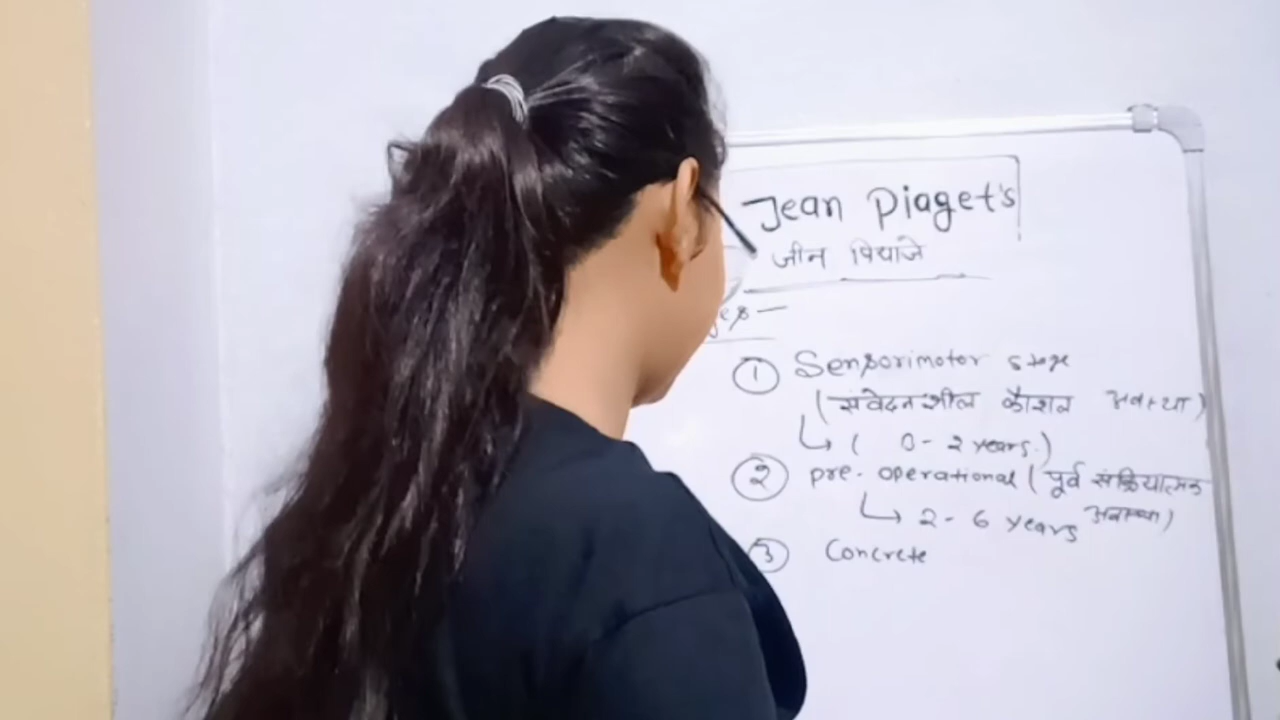 Jean Piaget's
जीन पियाजे
① Sensorimotor stage
(संवेदनशील कौशल अवस्था)
↳ ( 0 - 2 years.)
② pre - operational (पूर्व संक्रियात्मक
↳ 2 - 6 years अवस्था)
③ Concrete